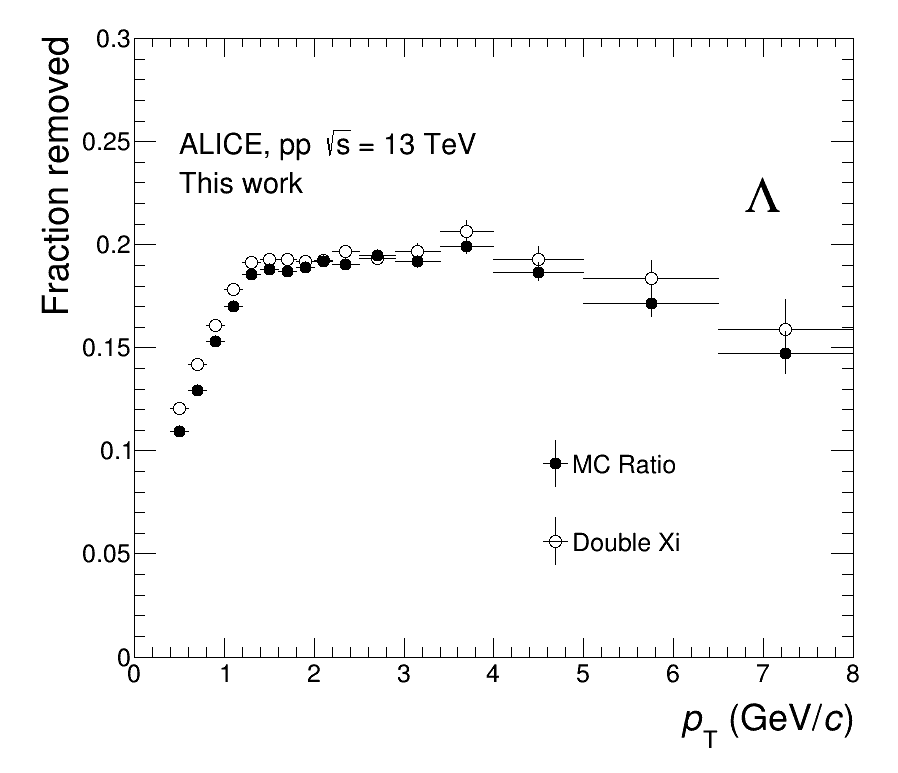 Fraction removed
0.3
0.25
0.2
0.15
0.1
0.05
0
ALICE, pp √s = 13 TeV
This work
Λ
MC Ratio
Double Xi
0 1 2 3 4 5 6 7 8
p_T (GeV/c)